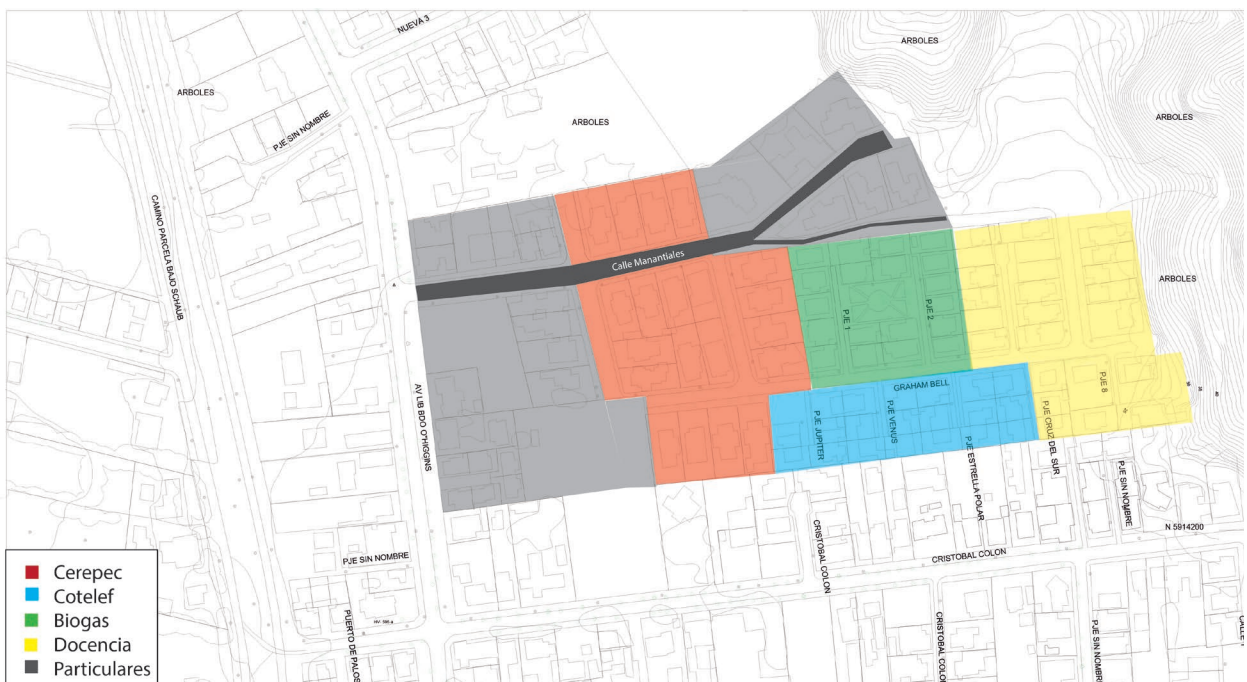 NUEVA 3
ARBOLES
ARBOLES
PJE SIN NOMBRE
ARBOLES
ARBOLES
CAMINO PARCELA BAJO SCHAUB
Calle Manantiales
ARBOLES
PJE 1
PJE 2
AV LIB BDO O'HIGGINS
GRAHAM BELL
PJE 8
PJE JUPITER
PJE VENUS
PJE CRUZ DEL SUR
PJE ESTRELLA POLAR
PJE SIN NOMBRE
N 5914200
CRISTOBAL COLON
CRISTOBAL COLON
PJE SIN NOMBRE
PUERTO DE PALOS
CRISTOBAL COLON
PJE SIN NOMBRE
Cerepec
Cotelef
Biogas
Docencia
Particulares